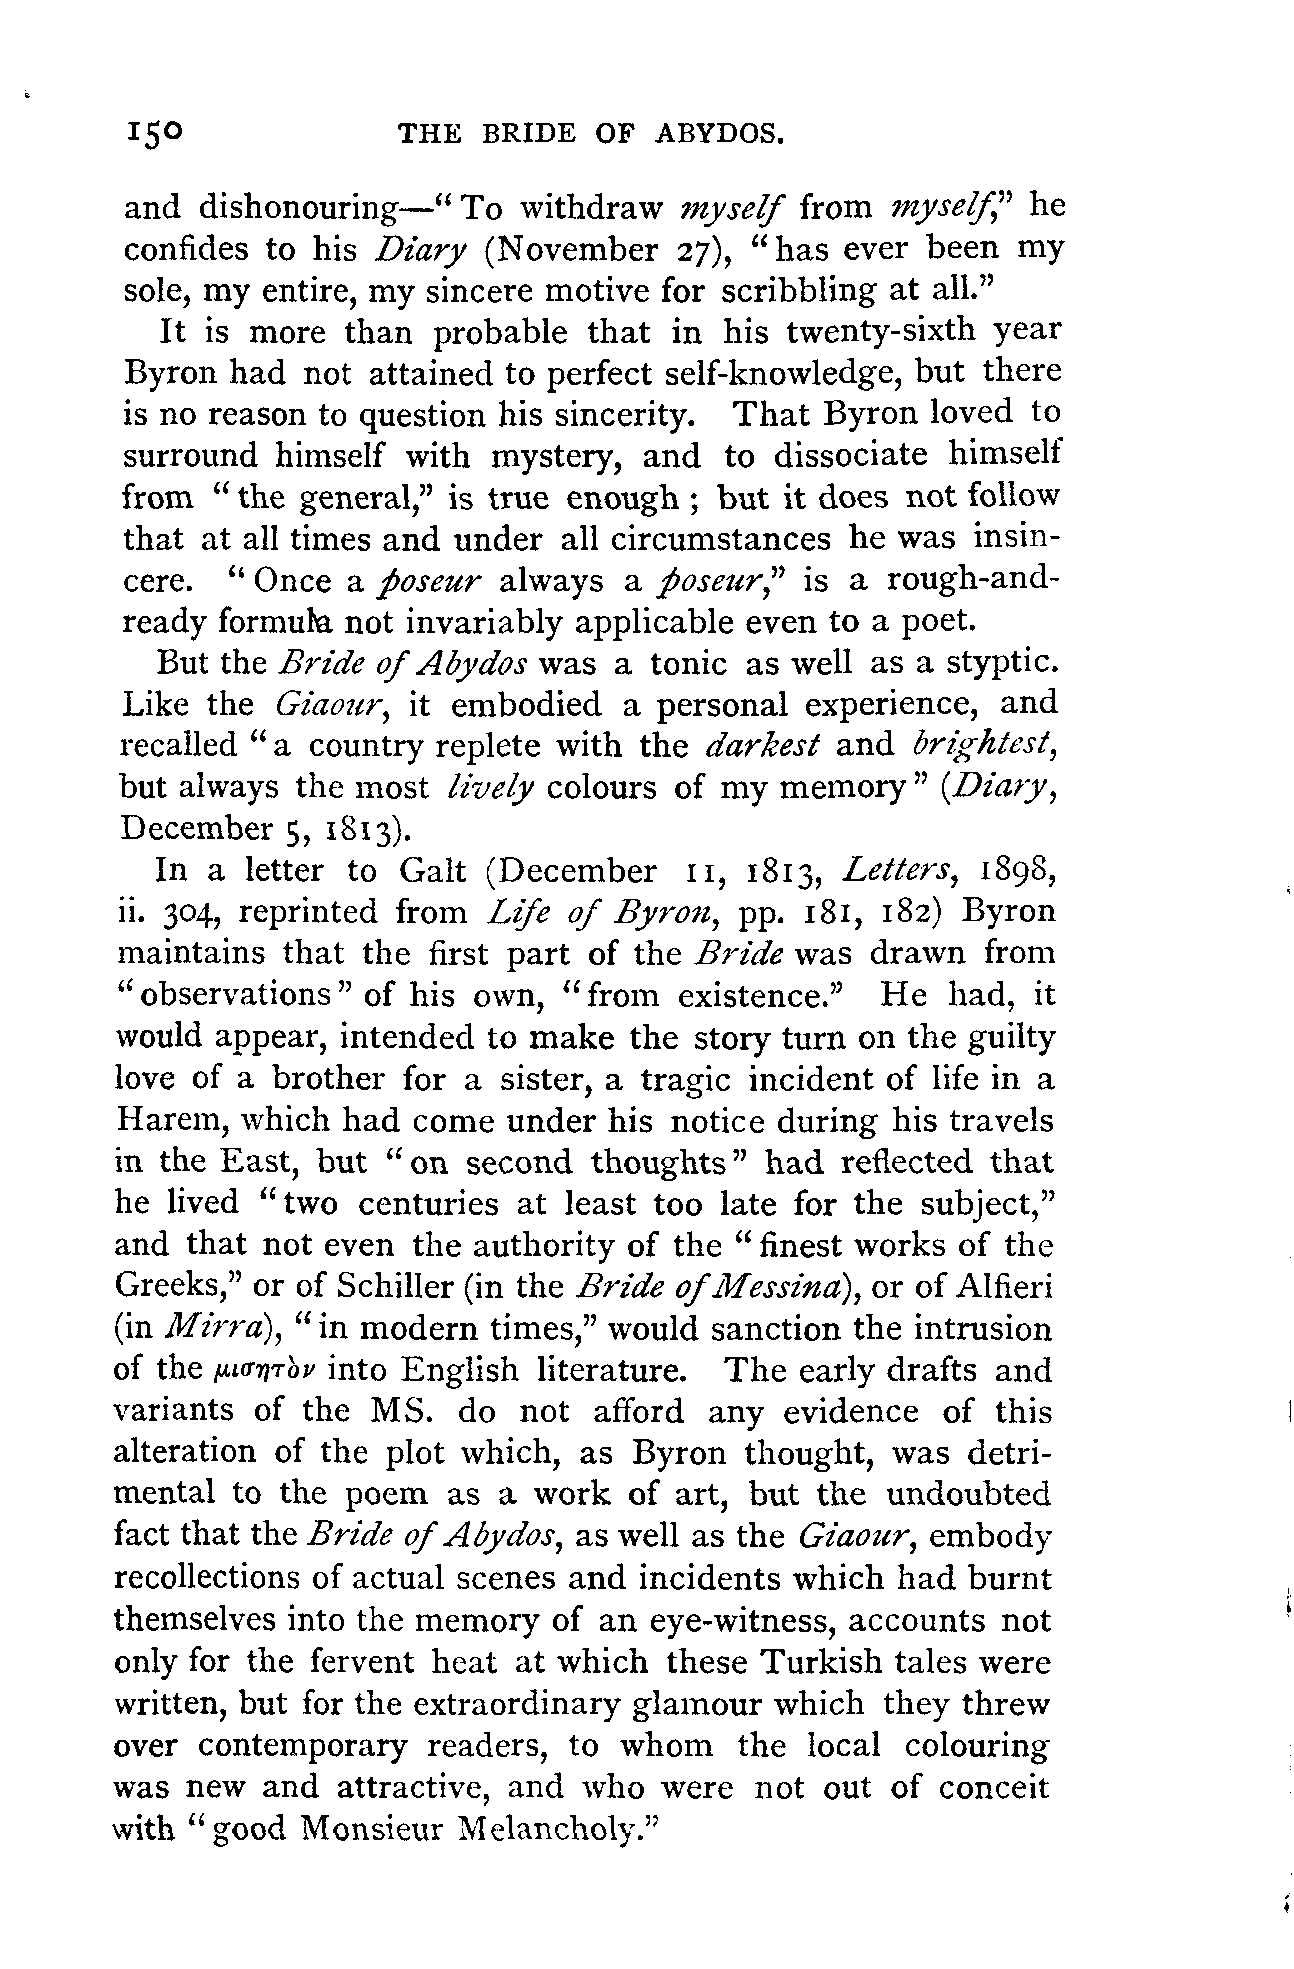 150 THE BRIDE OF ABYDOS.
and dishonouring—“To withdraw myself from myself,” he
confides to his Diary (November 27), “has ever been my
sole, my entire, my sincere motive for scribbling at all.”
It is more than probable that in his twenty-sixth year
Byron had not attained to perfect self-knowledge, but there
is no reason to question his sincerity. That Byron loved to
surround himself with mystery, and to dissociate himself
from “the general,” is true enough; but it does not follow
that at all times and under all circumstances he was insin-
cere. “Once a poseur always a poseur,” is a rough-and-
ready formula not invariably applicable even to a poet.
But the Bride of Abydos was a tonic as well as a styptic.
Like the Giaour, it embodied a personal experience, and
recalled “a country replete with the darkest and brightest,
but always the most lively colours of my memory” (Diary,
December 5, 1813).
In a letter to Galt (December 11, 1813, Letters, 1898,
ii. 304, reprinted from Life of Byron, pp. 181, 182) Byron
maintains that the first part of the Bride was drawn from
“observations” of his own, “from existence.” He had, it
would appear, intended to make the story turn on the guilty
love of a brother for a sister, a tragic incident of life in a
Harem, which had come under his notice during his travels
in the East, but “on second thoughts” had reflected that
he lived “two centuries at least too late for the subject,”
and that not even the authority of the “finest works of the
Greeks,” or of Schiller (in the Bride of Messina), or of Alfieri
(in Mirra), “in modern times,” would sanction the intrusion
of the μισητὸν into English literature. The early drafts and
variants of the MS. do not afford any evidence of this
alteration of the plot which, as Byron thought, was detri-
mental to the poem as a work of art, but the undoubted
fact that the Bride of Abydos, as well as the Giaour, embody
recollections of actual scenes and incidents which had burnt
themselves into the memory of an eye-witness, accounts not
only for the fervent heat at which these Turkish tales were
written, but for the extraordinary glamour which they threw
over contemporary readers, to whom the local colouring
was new and attractive, and who were not out of conceit
with “good Monsieur Melancholy.”